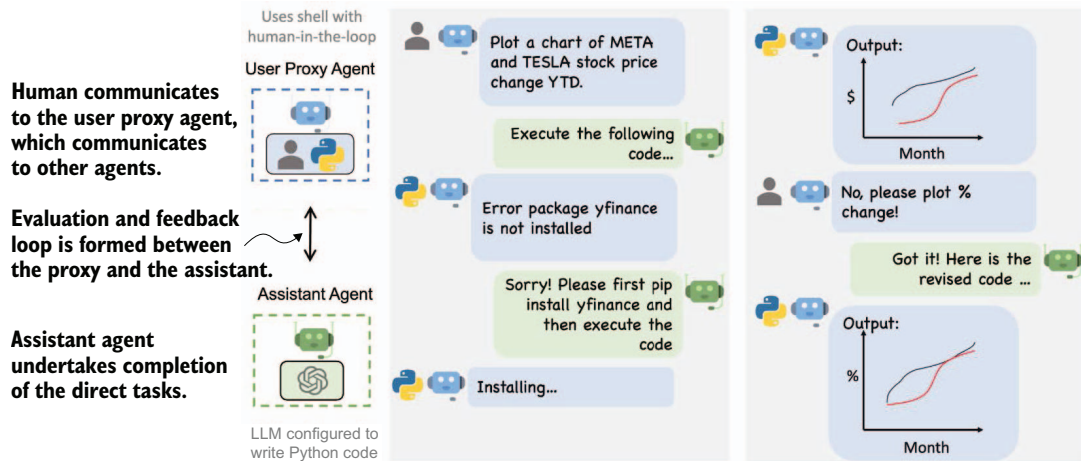 Human communicates
to the user proxy agent,
which communicates
to other agents.
Evaluation and feedback
loop is formed between
the proxy and the assistant.
Assistant agent
undertakes completion
of the direct tasks.
Uses shell with
human-in-the-loop
User Proxy Agent
Assistant Agent
LLM configured to
write Python code
Plot a chart of META
and TESLA stock price
change YTD.
Execute the following
code...
Error package yfinance
is not installed
Sorry! Please first pip
install yfinance and
then execute the
code
Installing...
Output:
$
Month
No, please plot %
change!
Got it! Here is the
revised code ...
Output:
%
Month